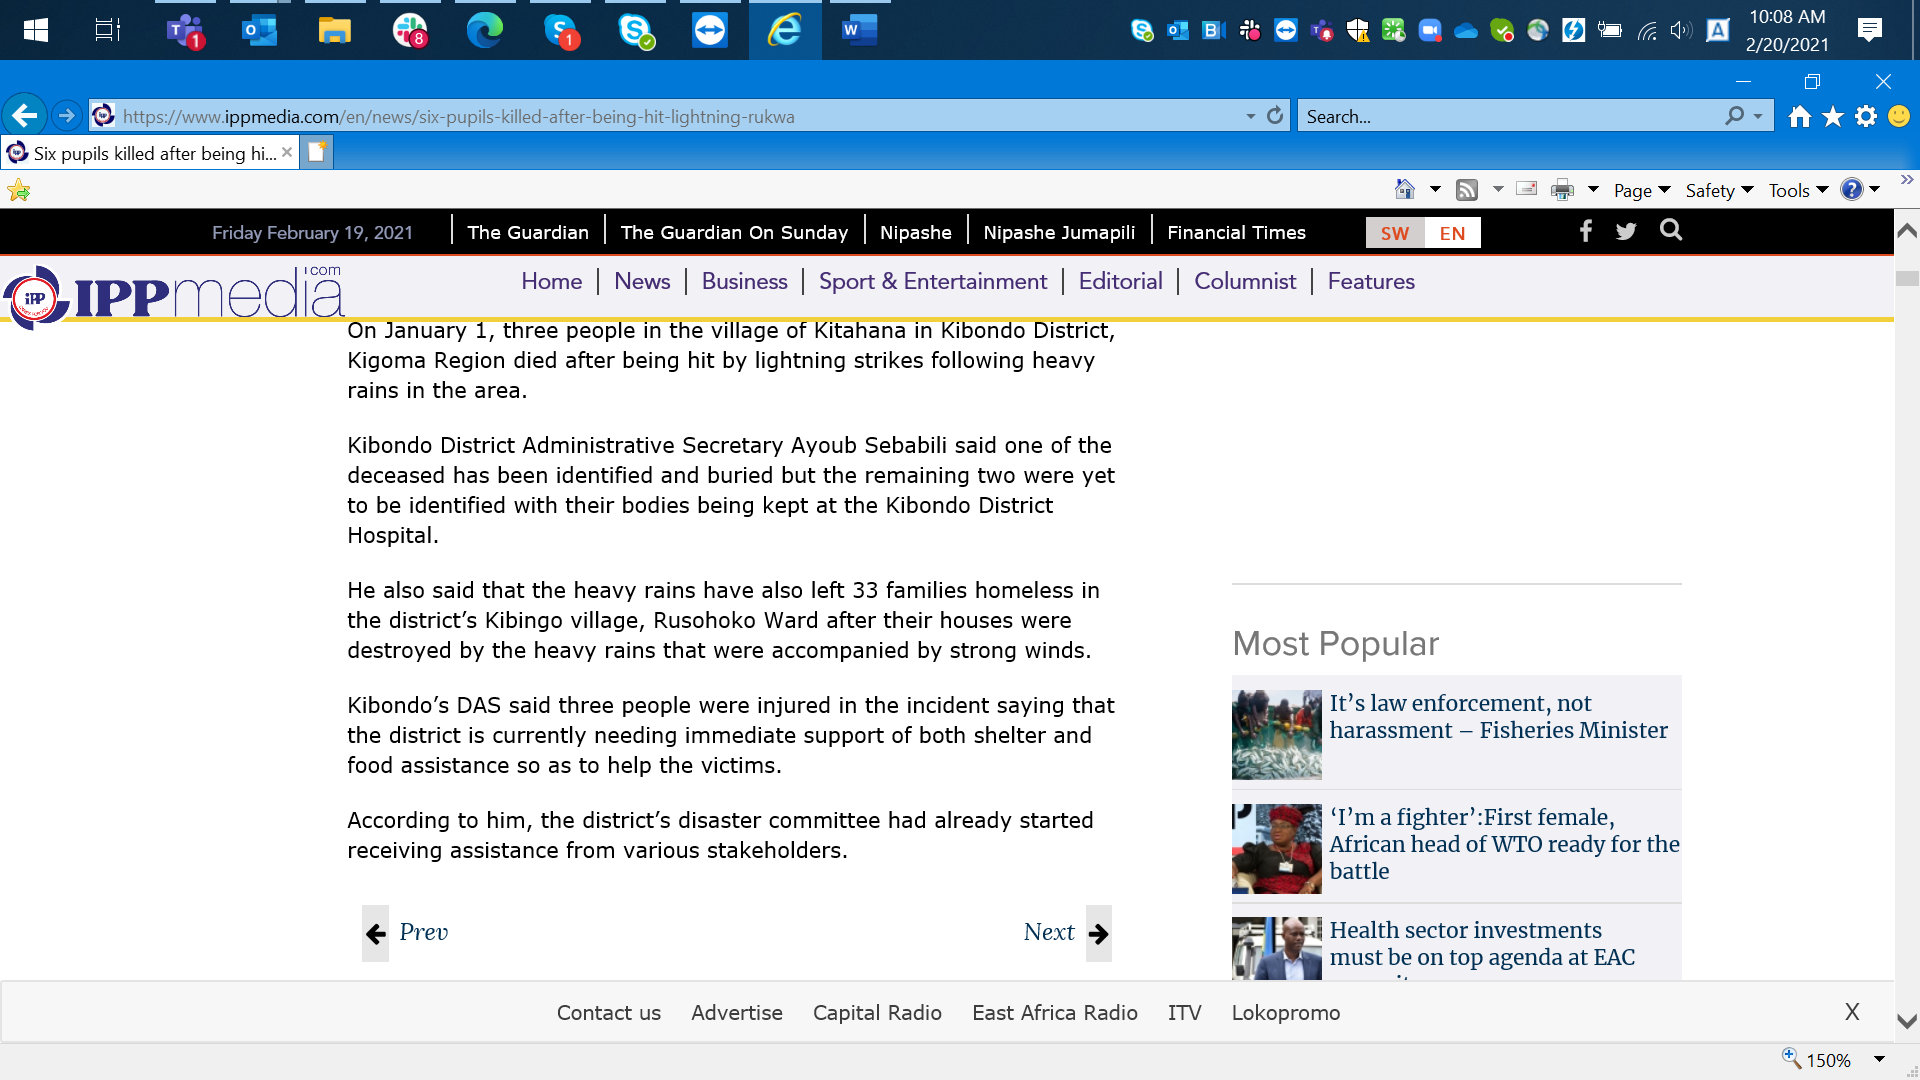 1
8
1
10:08 AM
2/20/2021
https://www.ippmedia.com/en/news/six-pupils-killed-after-being-hit-lightning-rukwa
Search...
Six pupils killed after being hi...
Page
Safety
Tools
Friday February 19, 2021
The Guardian
The Guardian On Sunday
Nipashe
Nipashe Jumapili
Financial Times
SW
EN
iPP
IPPmedia
.com
Home
News
Business
Sport & Entertainment
Editorial
Columnist
Features
On January 1, three people in the village of Kitahana in Kibondo District,
Kigoma Region died after being hit by lightning strikes following heavy
rains in the area.
Kibondo District Administrative Secretary Ayoub Sebabili said one of the
deceased has been identified and buried but the remaining two were yet
to be identified with their bodies being kept at the Kibondo District
Hospital.
He also said that the heavy rains have also left 33 families homeless in
the district’s Kibingo village, Rusohoko Ward after their houses were
destroyed by the heavy rains that were accompanied by strong winds.
Kibondo’s DAS said three people were injured in the incident saying that
the district is currently needing immediate support of both shelter and
food assistance so as to help the victims.
According to him, the district’s disaster committee had already started
receiving assistance from various stakeholders.
Prev
Next
Most Popular
It’s law enforcement, not
harassment – Fisheries Minister
‘I’m a fighter’:First female,
African head of WTO ready for the
battle
Health sector investments
must be on top agenda at EAC
Contact us
Advertise
Capital Radio
East Africa Radio
ITV
Lokopromo
X
150%